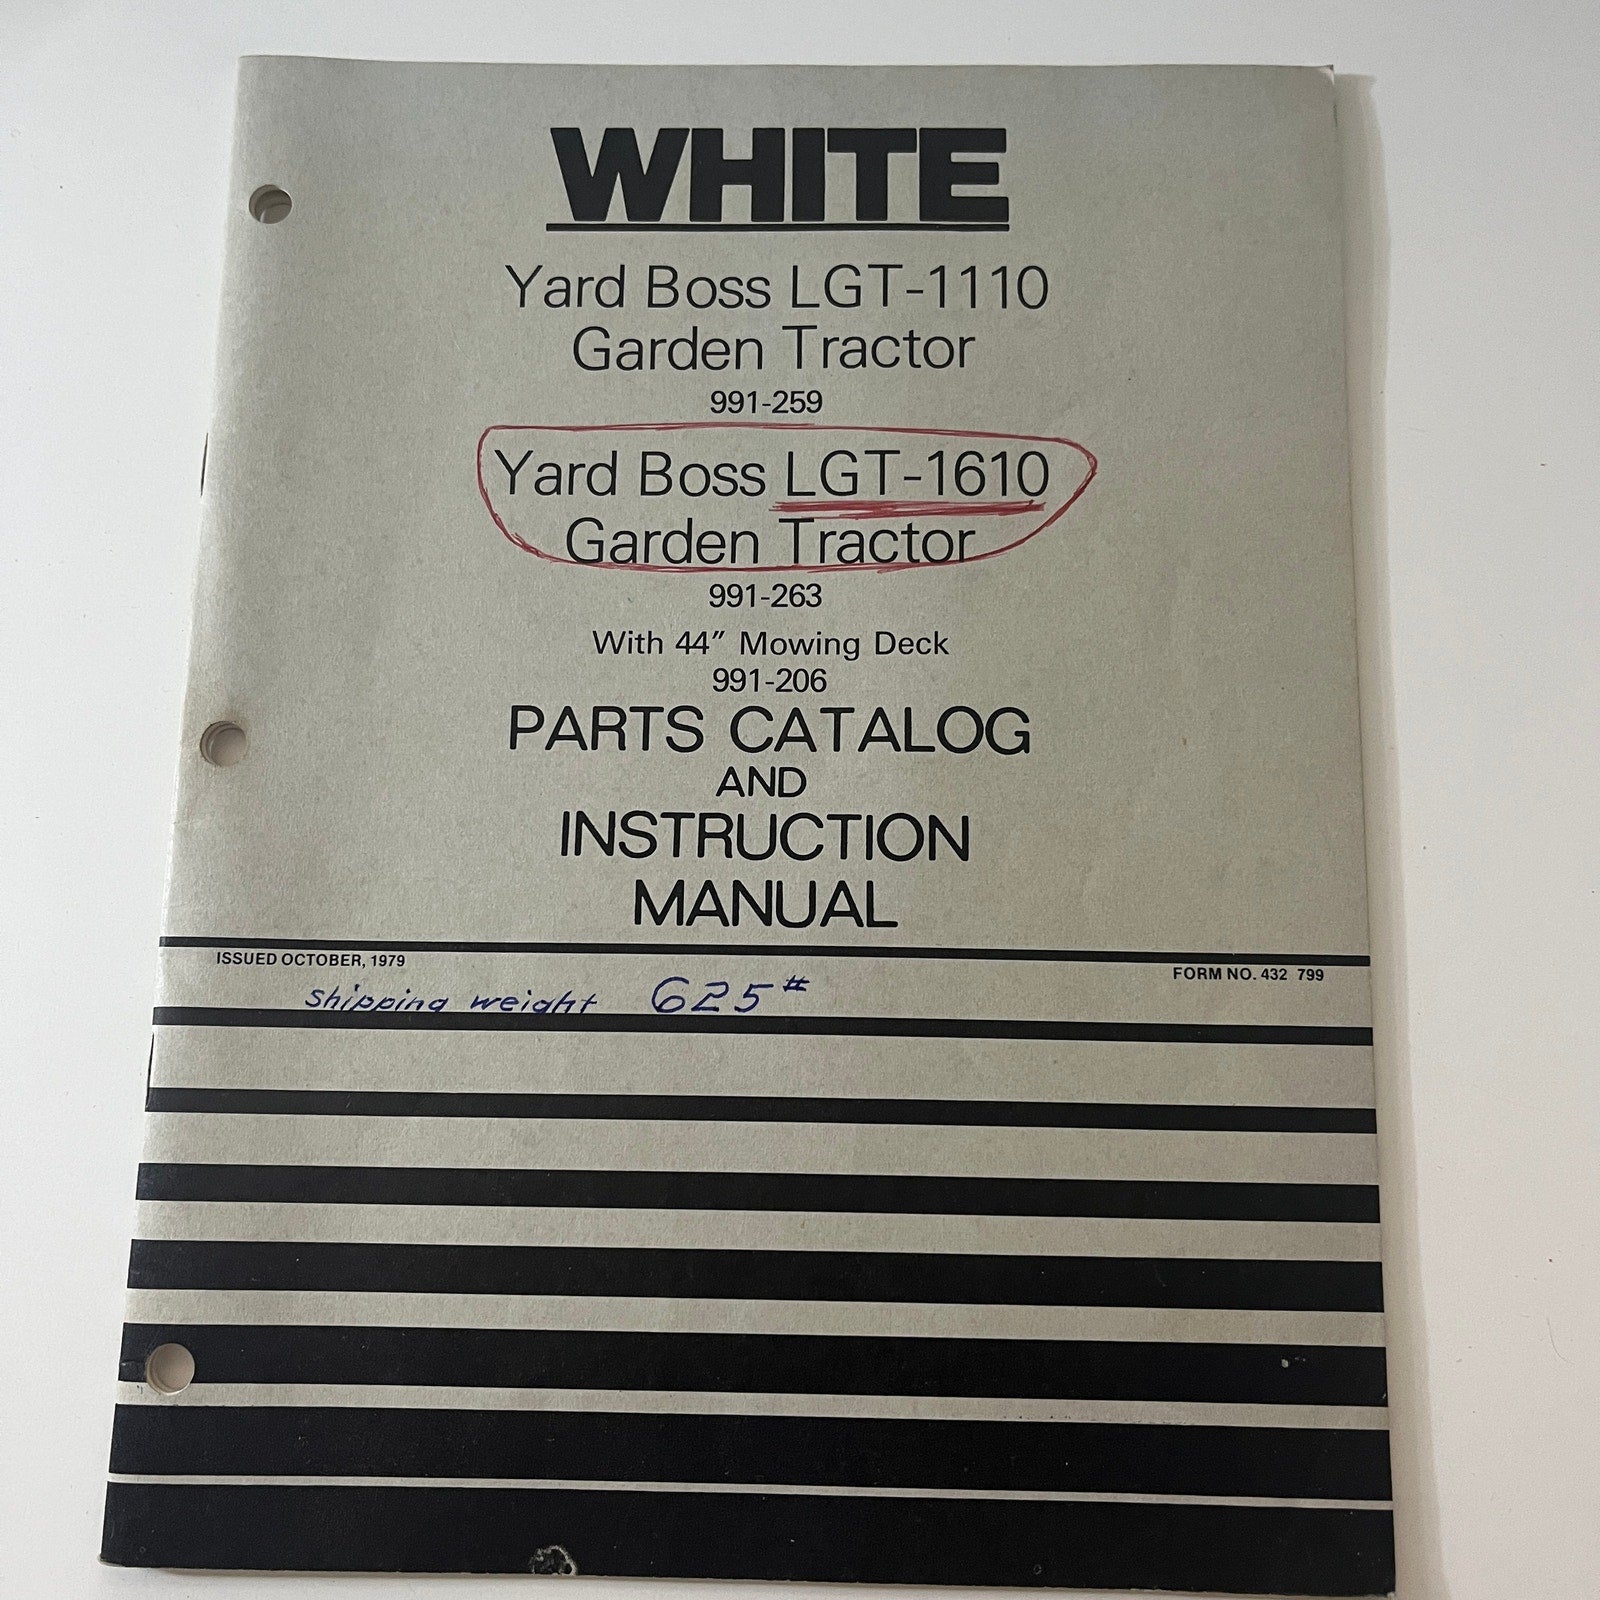 WHITE
Yard Boss LGT-1110
Garden Tractor
991-259
Yard Boss LGT-1610
Garden Tractor
991-263
With 44" Mowing Deck
991-206
PARTS CATALOG
AND
INSTRUCTION
MANUAL
ISSUED OCTOBER, 1979
FORM NO. 432 799
shipping weight 625#